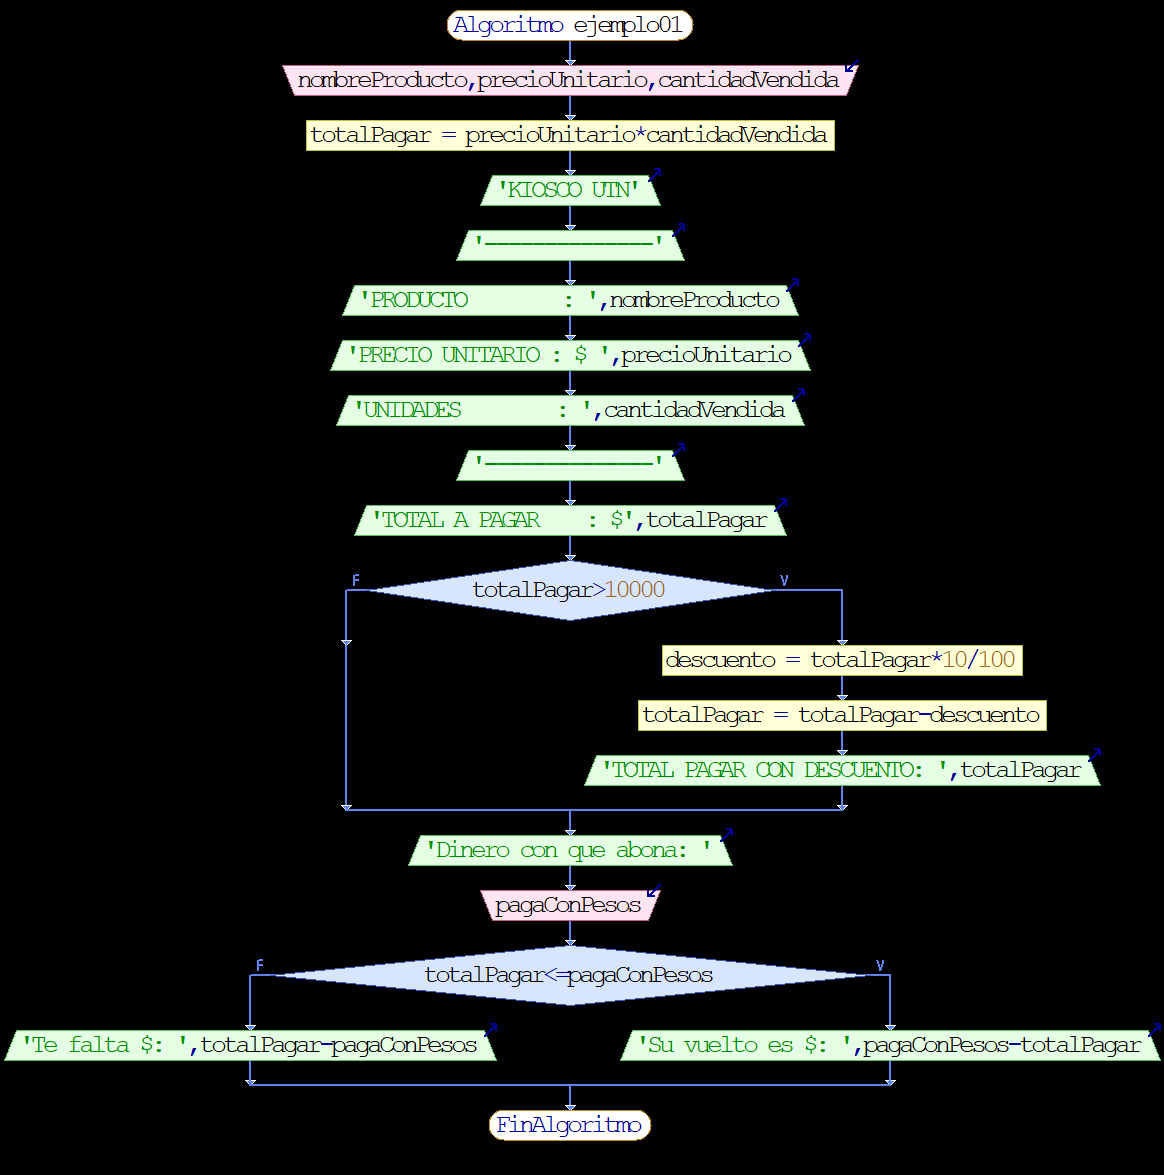 Algoritmo ejemplo01
nombreProducto,precioUnitario,cantidadVendida
totalPagar = precioUnitario*cantidadVendida
'KIOSCO UTN'
'--------------'
'PRODUCTO        : ',nombreProducto
'PRECIO UNITARIO : $ ',precioUnitario
'UNIDADES        : ',cantidadVendida
'--------------'
'TOTAL A PAGAR    : $',totalPagar
F totalPagar>10000 V
descuento = totalPagar*10/100
totalPagar = totalPagar-descuento
'TOTAL PAGAR CON DESCUENTO: ',totalPagar
'Dinero con que abona: '
pagaConPesos
F totalPagar<=pagaConPesos V
'Te falta $: ',totalPagar-pagaConPesos 'Su vuelto es $: ',pagaConPesos-totalPagar
FinAlgoritmo